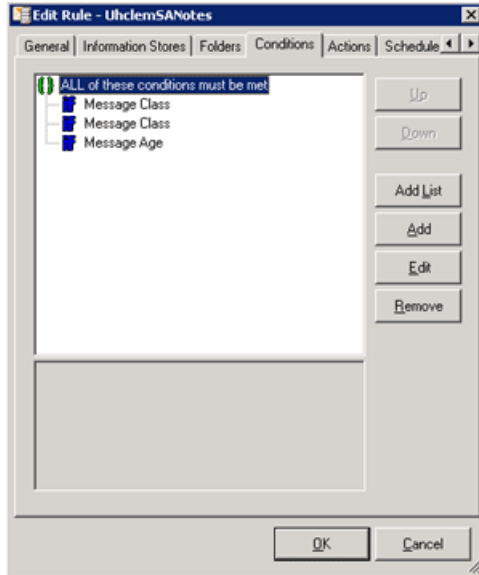 Edit Rule - UhclemSANotes
General Information Stores Folders Conditions Actions Schedule
ALL of these conditions must be met
Message Class
Message Class
Message Age
Up
Down
Add List
Add
Edit
Remove
OK Cancel